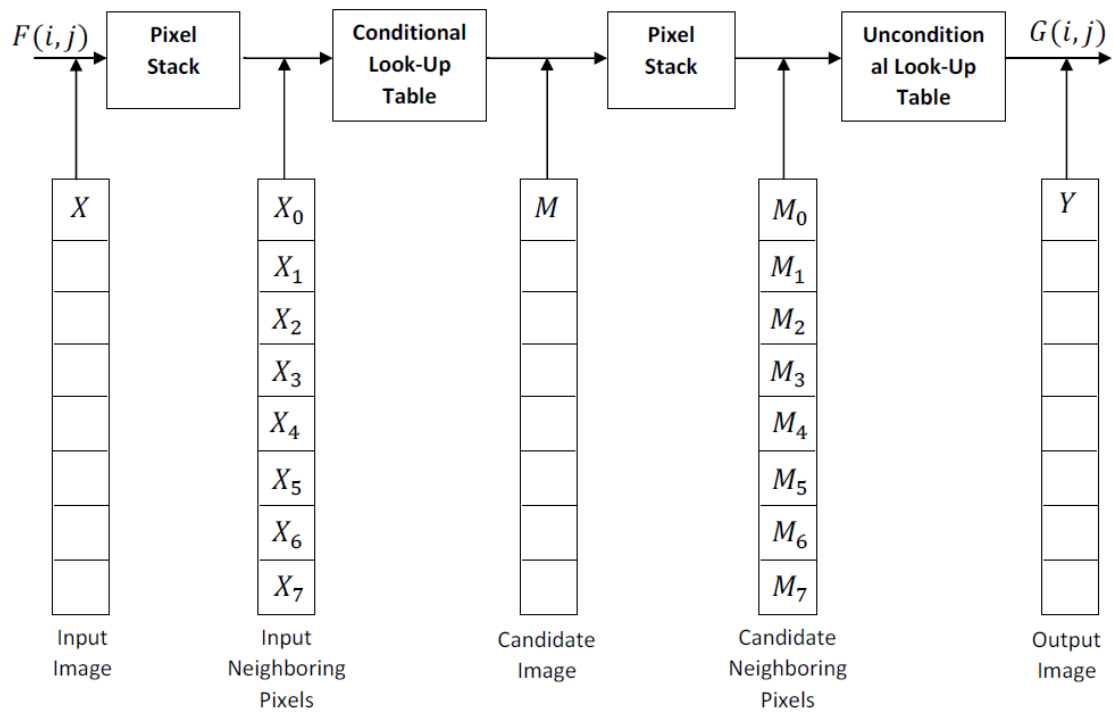 F(i,j)
Pixel
Stack
Conditional
Look-Up
Table
Pixel
Stack
Uncondition
al Look-Up
Table
G(i,j)
X
X₀
X₁
X₂
X₃
X₄
X₅
X₆
X₇
M
M₀
M₁
M₂
M₃
M₄
M₅
M₆
M₇
Y
Input
Image
Input
Neighboring
Pixels
Candidate
Image
Candidate
Neighboring
Pixels
Output
Image